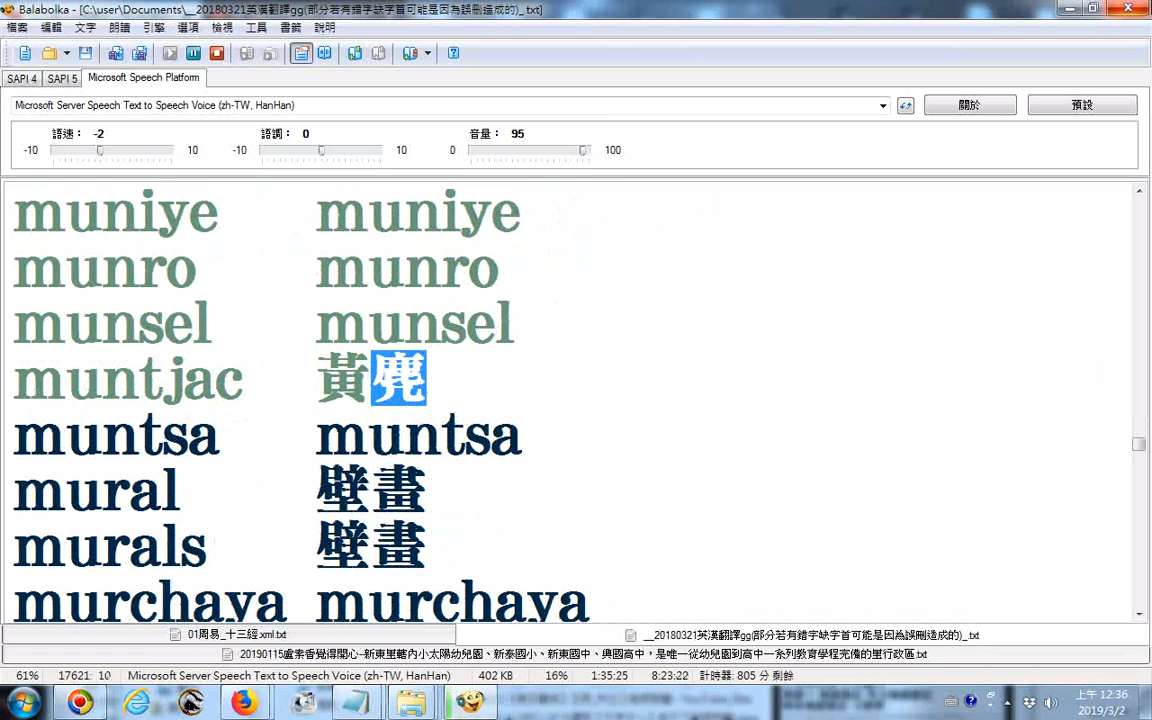 Balabolka - [C:\user\Documents\__20180321英漢翻譯gg(部分若有錯字缺字首可能是因為誤刪造成的)_.txt]
檔案 編輯 文字 朗讀 引擎 選項 檢視 工具 書籤 說明
SAPI 4 SAPI 5 Microsoft Speech Platform
Microsoft Server Speech Text to Speech Voice (zh-TW, HanHan) 關於 預設
語速： -2 語調： 0 音量： 95
-10 10 -10 10 0 100
muniye muniye
munro munro
munsel munsel
muntjac 黃麂
muntsa muntsa
mural 壁畫
murals 壁畫
murchaya murchaya
01周易_十三經.xml.txt __20180321英漢翻譯gg(部分若有錯字缺字首可能是因為誤刪造成的)_.txt
20190115盧素香覺得開心--新東里轄內小太陽幼兒園、新泰國小、新東國中、興國高中，是唯一從幼兒園到高中一系列教育學程完備的里行政區.txt
61% 17621: 10 Microsoft Server Speech Text to Speech Voice (zh-TW, HanHan) 402 KB 16% 1:35:25 8:23:22 計時器: 805 分 剩餘
上午 12:36
2019/3/2